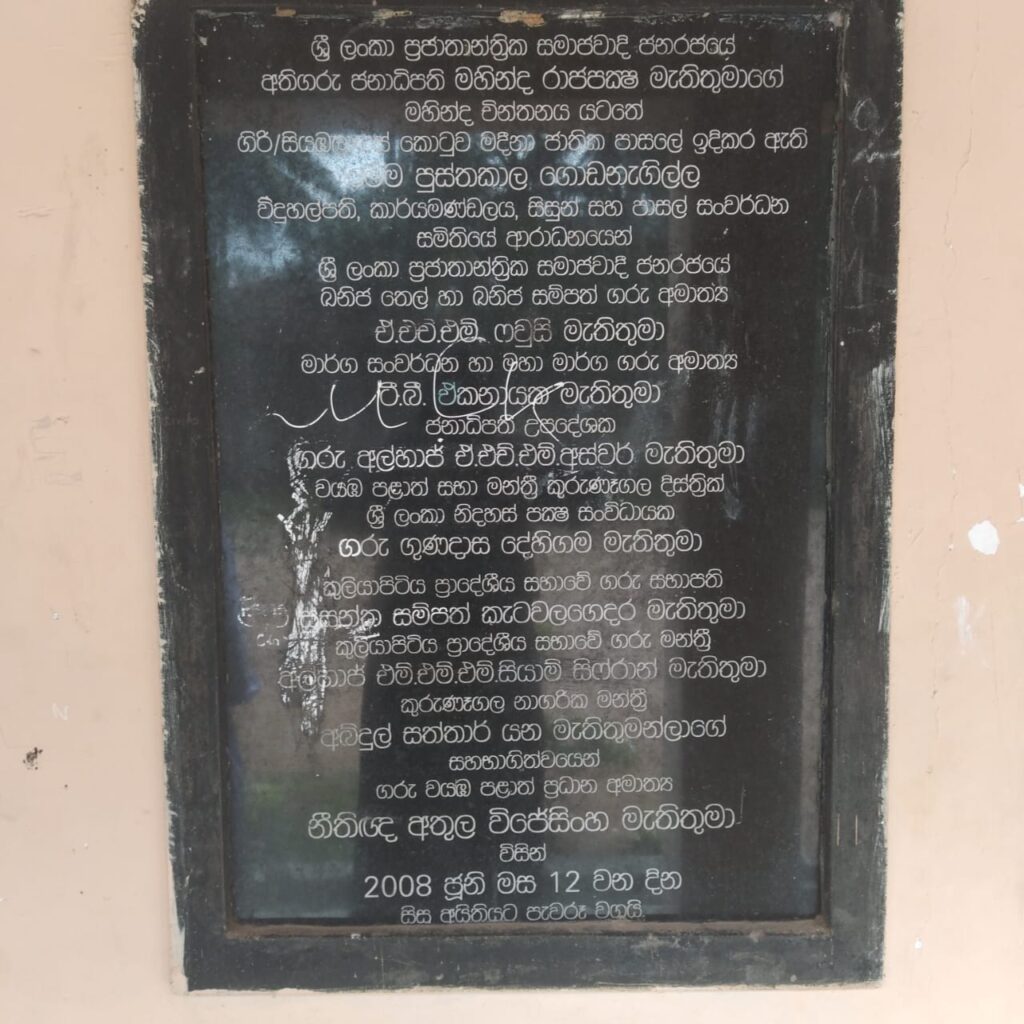 ශ්‍රී ලංකා ප්‍රජාතාන්ත්‍රික සමාජවාදී ජනරජයේ
අතිගරු ජනාධිපති මහින්ද රාජපක්ෂ මැතිතුමාගේ
මහින්ද චින්තනය යටතේ
කොටුව මදීනා ජාතික පාසලේ ඉදිකර ඇති
මෙම පුස්තකාල ගොඩනැගිල්ල
විදුහල්පති, කාර්යමණ්ඩලය, සිසුන් සහ පාසල් සංවර්ධන
සමිතියේ ආරාධනයෙන්
ශ්‍රී ලංකා ප්‍රජාතාන්ත්‍රික සමාජවාදී ජනරජයේ
ඛනිජ තෙල් හා ඛනිජ සම්පත් ගරු අමාත්‍ය
ඒ.එච්.එම්. ෆවුසි මැතිතුමා
මාර්ග සංවර්ධන හා මහා මාර්ග ගරු අමාත්‍ය
ටී.බී. ඒකනායක මැතිතුමා
ජනාධිපති උපදේශක
ගරු අල්හාජ් ඒ.එච්.එම්.අස්වර් මැතිතුමා
වයඹ පළාත් සභා මන්ත්‍රී කුරුණෑගල දිස්ත්‍රික්
ශ්‍රී ලංකා නිදහස් පක්ෂ සංවිධායක
ගරු ගුණදාස දේහිගම මැතිතුමා
කුලියාපිටිය ප්‍රාදේශීය සභාවේ ගරු සභාපති
සම්පත් කැටවලගෙදර මැතිතුමා
කුලියාපිටිය ප්‍රාදේශීය සභාවේ ගරු මන්ත්‍රී
අල්හාජ් එම්.එම්.එම්.සියාම් සිෆ්රාන් මැතිතුමා
කුරුණෑගල නාගරික මන්ත්‍රී
අබ්දුල් සත්තාර් යන මැතිතුමන්ලාගේ
සහභාගිත්වයෙන්
ගරු වයඹ පළාත් ප්‍රධාන අමාත්‍ය
නීතිඥ අතුල විජේසිංහ මැතිතුමා
විසින්
2008 ජූනි මස 12 වන දින
සිසු අයිතියට පැවරූ වගුයි.